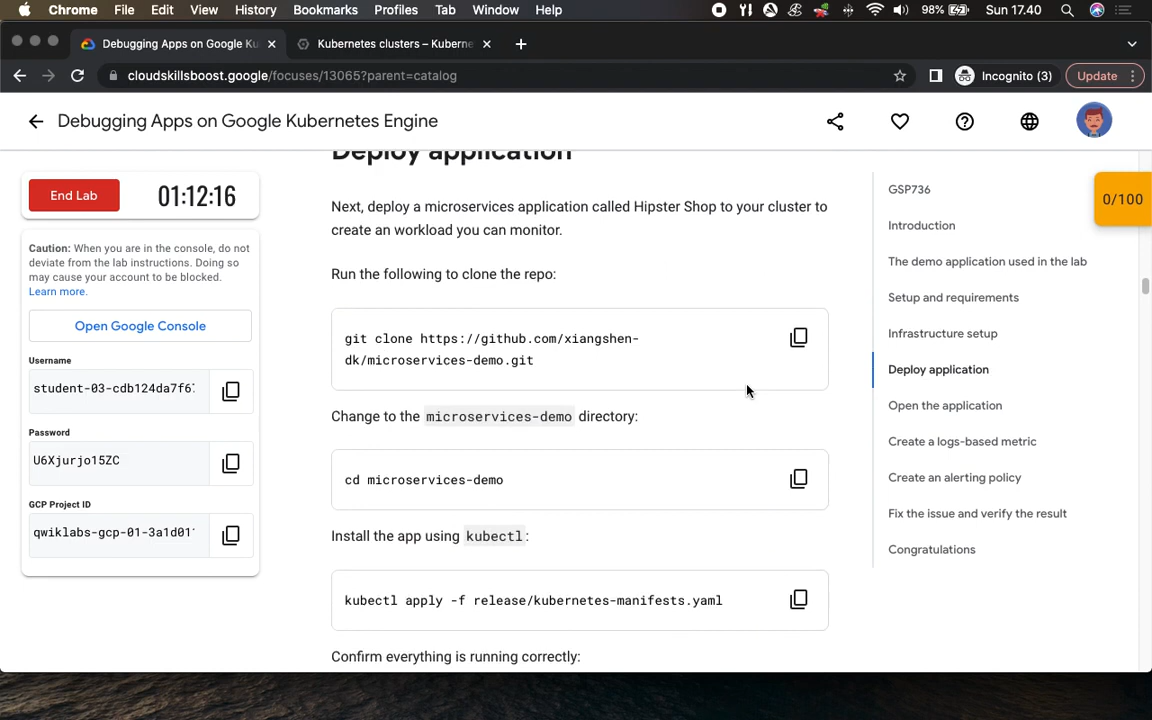 Chrome File Edit View History Bookmarks Profiles Tab Window Help 98% Sun 17.40
Debugging Apps on Google Ku
Kubernetes clusters – Kuberne
cloudskillsboost.google/focuses/13065?parent=catalog
Incognito (3)
Update
Debugging Apps on Google Kubernetes Engine
End Lab
01:12:16
Caution: When you are in the console, do not
deviate from the lab instructions. Doing so
may cause your account to be blocked.
Learn more.
Open Google Console
Username
student-03-cdb124da7f6
Password
U6Xjurjo15ZC
GCP Project ID
qwiklabs-gcp-01-3a1d01
Deploy application
Next, deploy a microservices application called Hipster Shop to your cluster to
create an workload you can monitor.
Run the following to clone the repo:
git clone https://github.com/xiangshen-
dk/microservices-demo.git
Change to the microservices-demo directory:
cd microservices-demo
Install the app using kubectl:
kubectl apply -f release/kubernetes-manifests.yaml
Confirm everything is running correctly:
GSP736
Introduction
The demo application used in the lab
Setup and requirements
Infrastructure setup
Deploy application
Open the application
Create a logs-based metric
Create an alerting policy
Fix the issue and verify the result
Congratulations
0/100